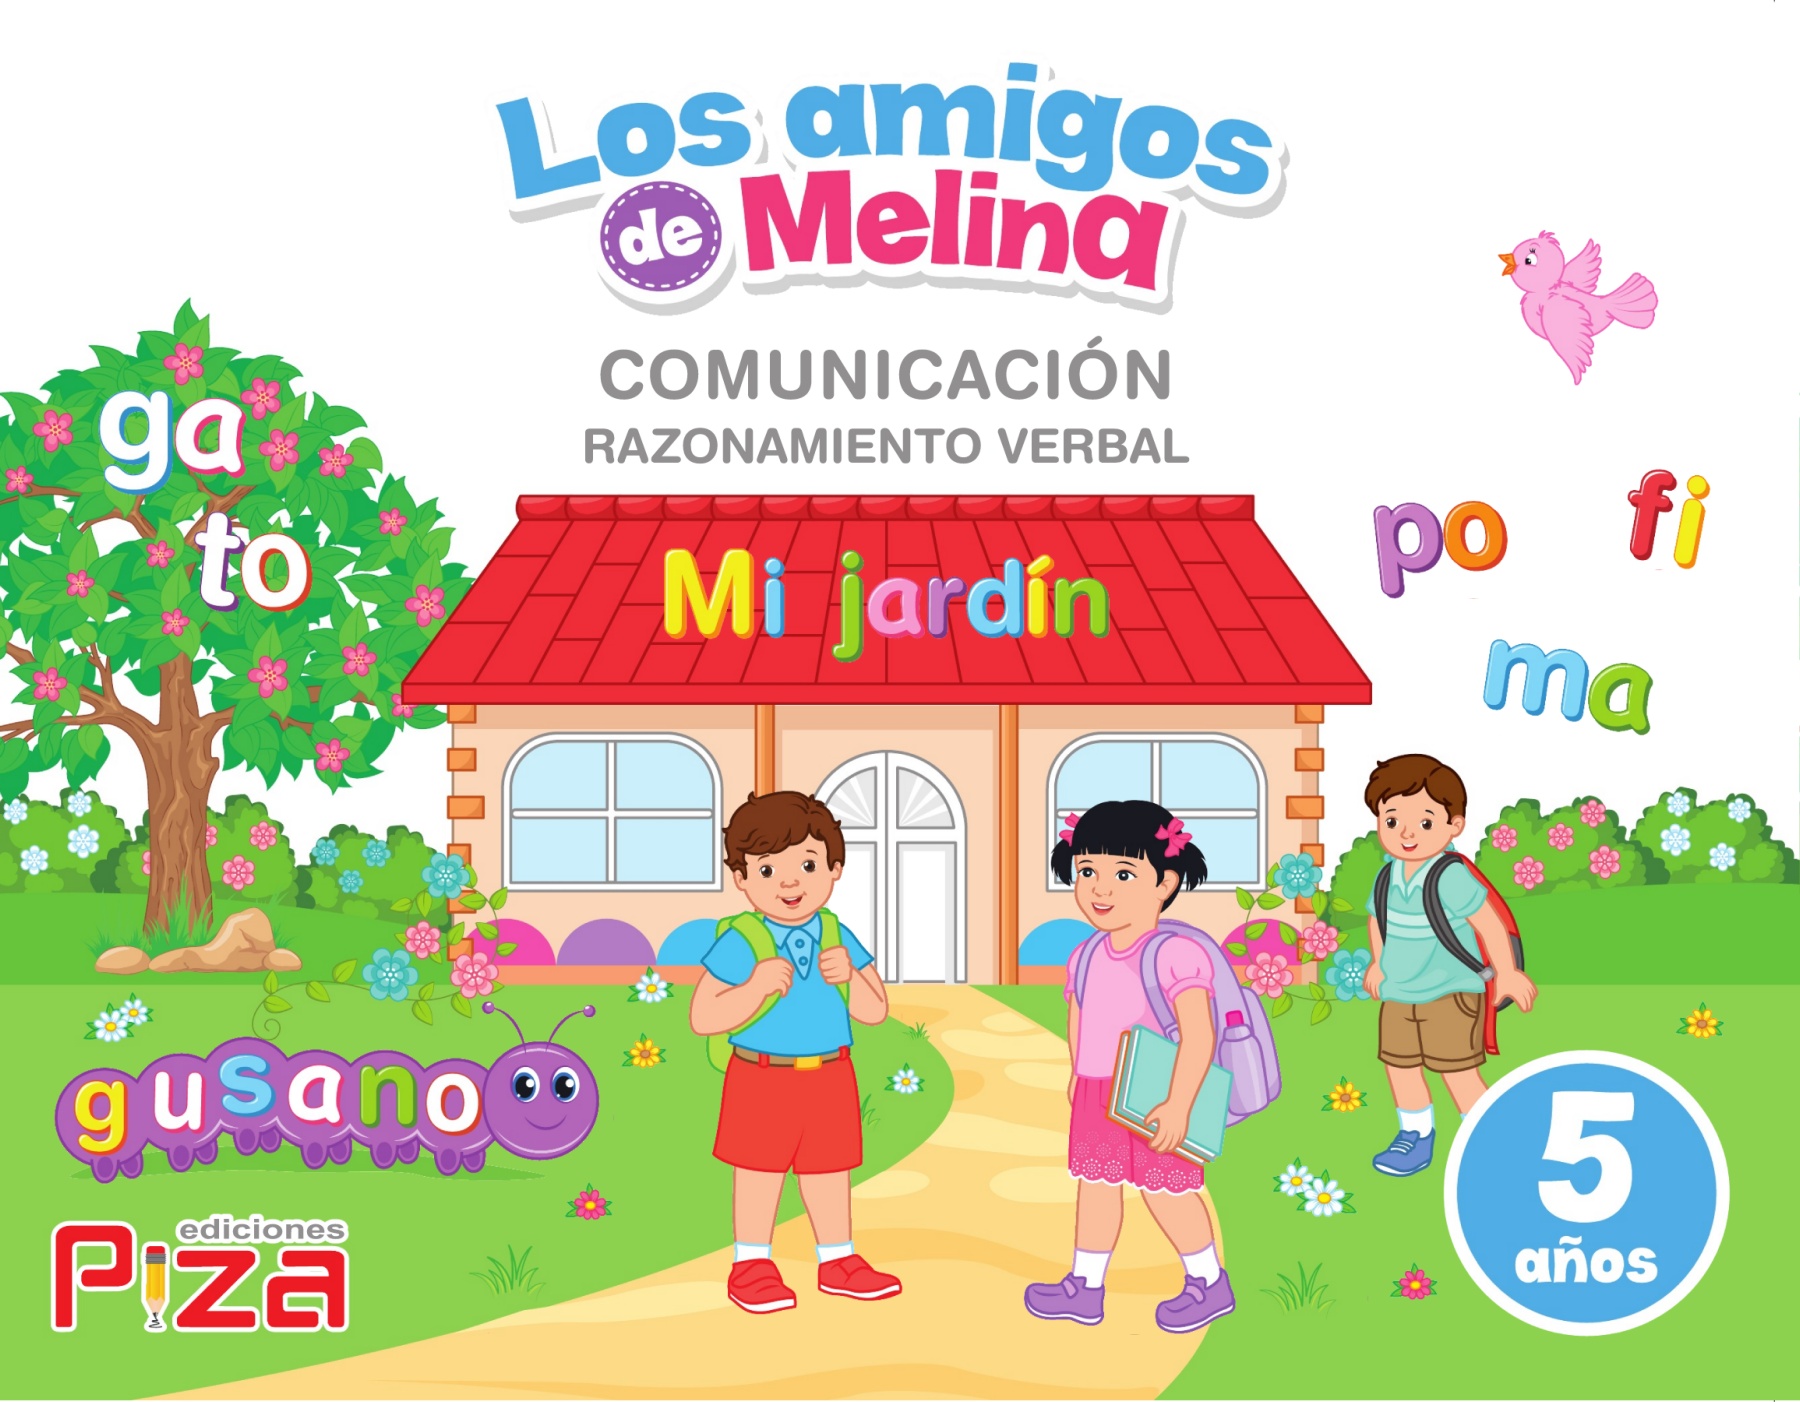 Los amigos
de Melina
COMUNICACIÓN
RAZONAMIENTO VERBAL
ga
to
Mi jardín
po fi
ma
gusano
ediciones
Piza
5
años